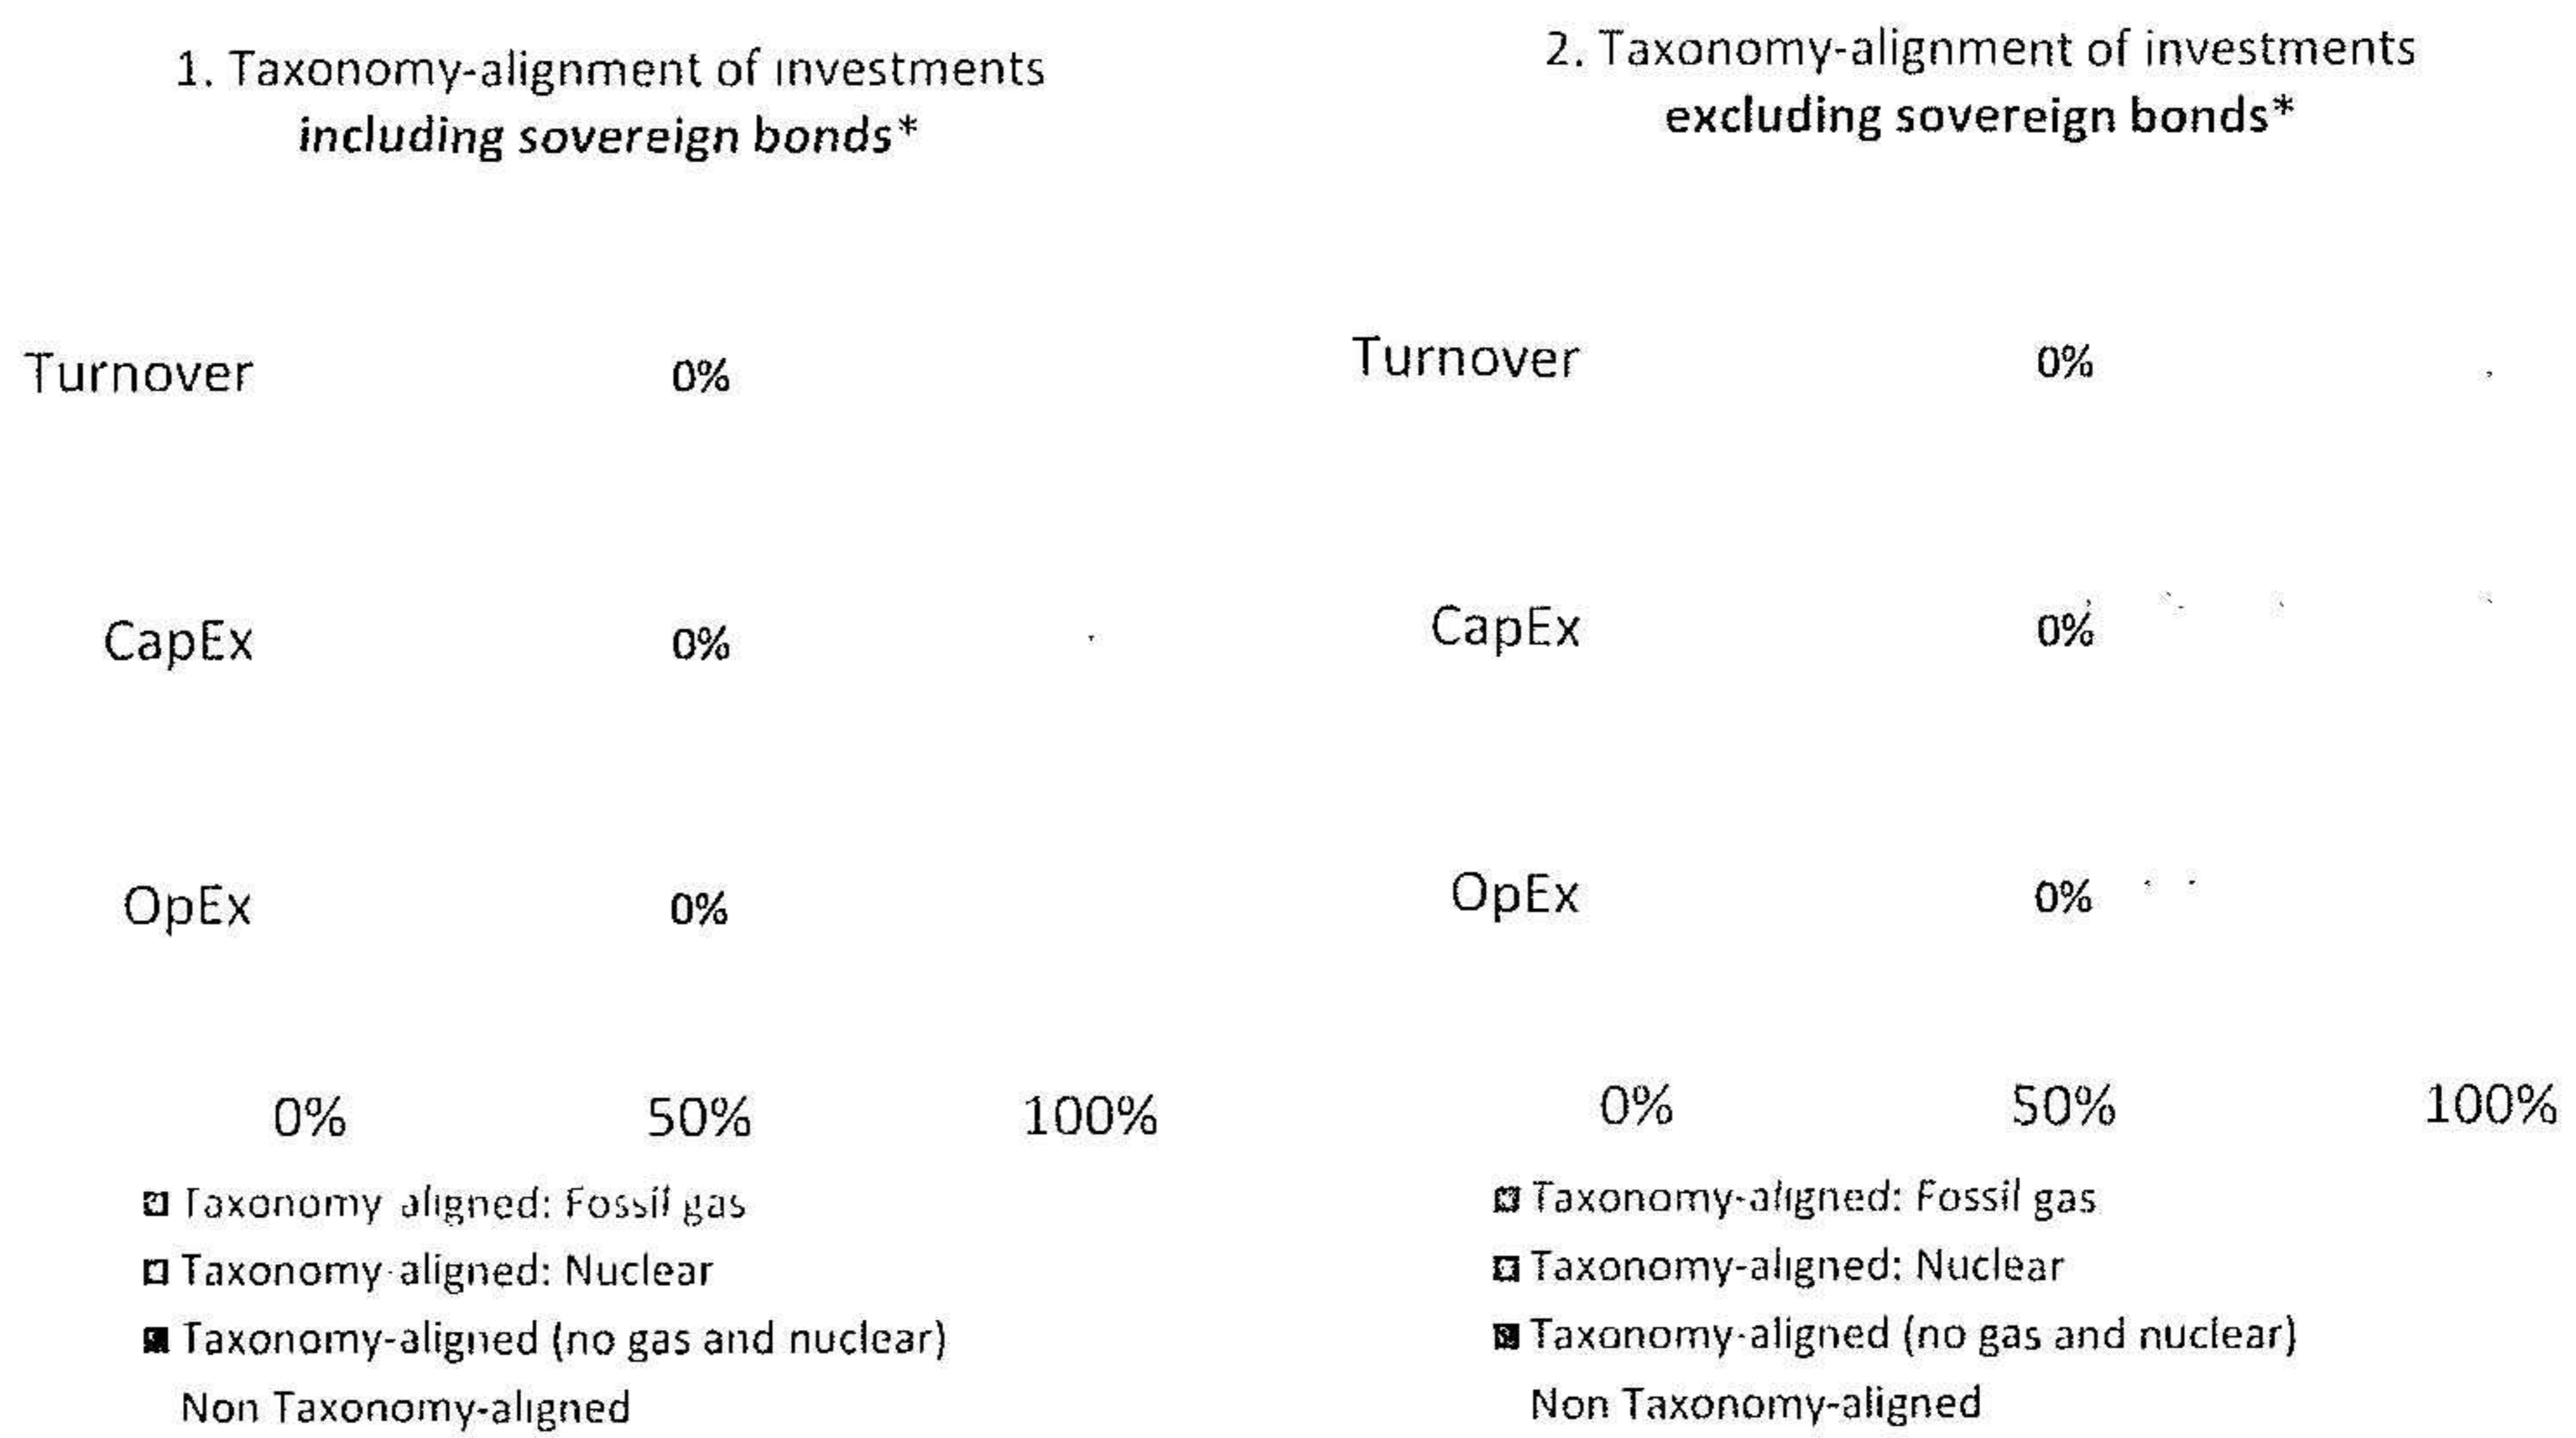 1. Taxonomy-alignment of investments
including sovereign bonds*
Turnover 0%
CapEx 0%
OpEx 0%
0% 50% 100%
Taxonomy aligned: Fossil gas
Taxonomy-aligned: Nuclear
Taxonomy-aligned (no gas and nuclear)
Non Taxonomy-aligned
2. Taxonomy-alignment of investments
excluding sovereign bonds*
Turnover 0%
CapEx 0%
OpEx 0%
0% 50% 100%
Taxonomy-aligned: Fossil gas
Taxonomy-aligned: Nuclear
Taxonomy-aligned (no gas and nuclear)
Non Taxonomy-aligned